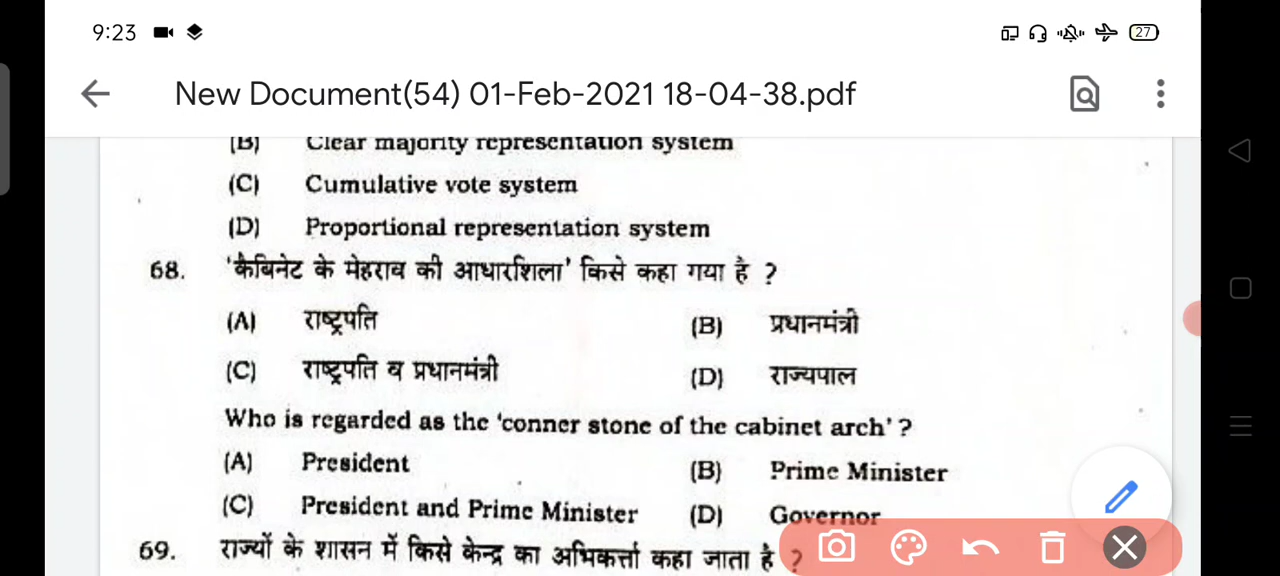 9:23
27
New Document(54) 01-Feb-2021 18-04-38.pdf
(B) Clear majority representation system
(C) Cumulative vote system
(D) Proportional representation system
68. 'कैबिनेट के मेहराव की आधारशिला' किसे कहा गया है ?
(A) राष्ट्रपति (B) प्रधानमंत्री
(C) राष्ट्रपति व प्रधानमंत्री (D) राज्यपाल
Who is regarded as the 'conner stone of the cabinet arch' ?
(A) President (B) Prime Minister
(C) President and Prime Minister (D) Governor
69. राज्यों के शासन में किसे केन्द्र का अभिकर्त्ता कहा जाता है ?